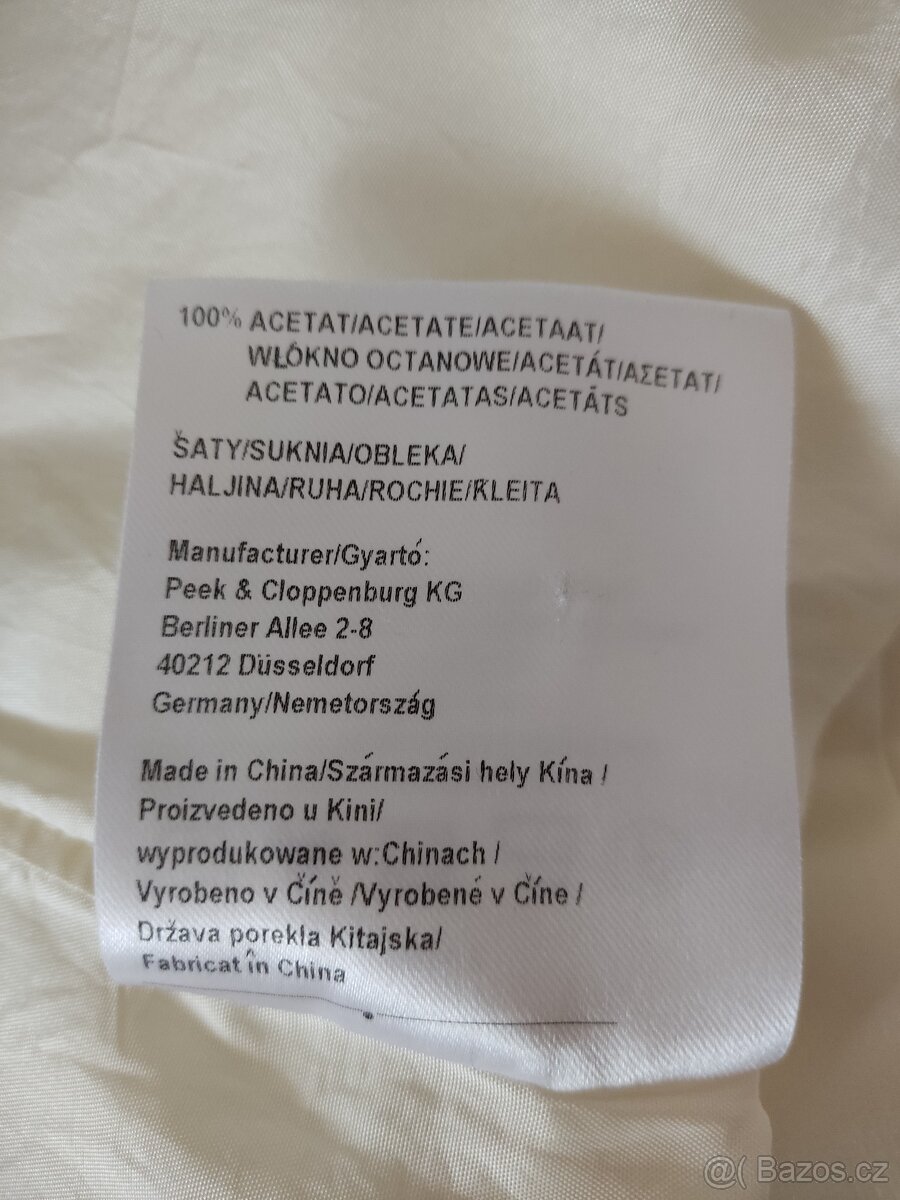 100% ACETAT/ACETATE/ACETAAT/
WŁÓKNO OCTANOWE/ACETÁT/ΑΣΕΤΑΤ/
ACETATO/ACETATAS/ACETĀTS
ŠATY/SUKNIA/OBLEKA/
HALJINA/RUHA/ROCHIE/KLEITA
Manufacturer/Gyartó:
Peek & Cloppenburg KG
Berliner Allee 2-8
40212 Düsseldorf
Germany/Nemetország
Made in China/Származási hely Kína /
Proizvedeno u Kini/
wyprodukowane w:Chinach /
Vyrobeno v Číně /Vyrobené v Číne /
Država porekla Kitajska/
Fabricat în China
@( Bazos.cz